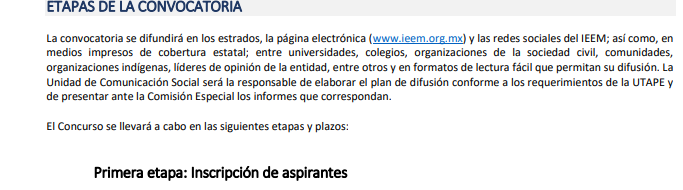 ETAPAS DE LA CONVOCATORIA
La convocatoria se difundirá en los estrados, la página electrónica (www.ieem.org.mx) y las redes sociales del IEEM; así como, en
medios impresos de cobertura estatal; entre universidades, colegios, organizaciones de la sociedad civil, comunidades,
organizaciones indígenas, líderes de opinión de la entidad, entre otros y en formatos de lectura fácil que permitan su difusión. La
Unidad de Comunicación Social será la responsable de elaborar el plan de difusión conforme a los requerimientos de la UTAPE y
de presentar ante la Comisión Especial los informes que correspondan.
El Concurso se llevará a cabo en las siguientes etapas y plazos:
Primera etapa: Inscripción de aspirantes